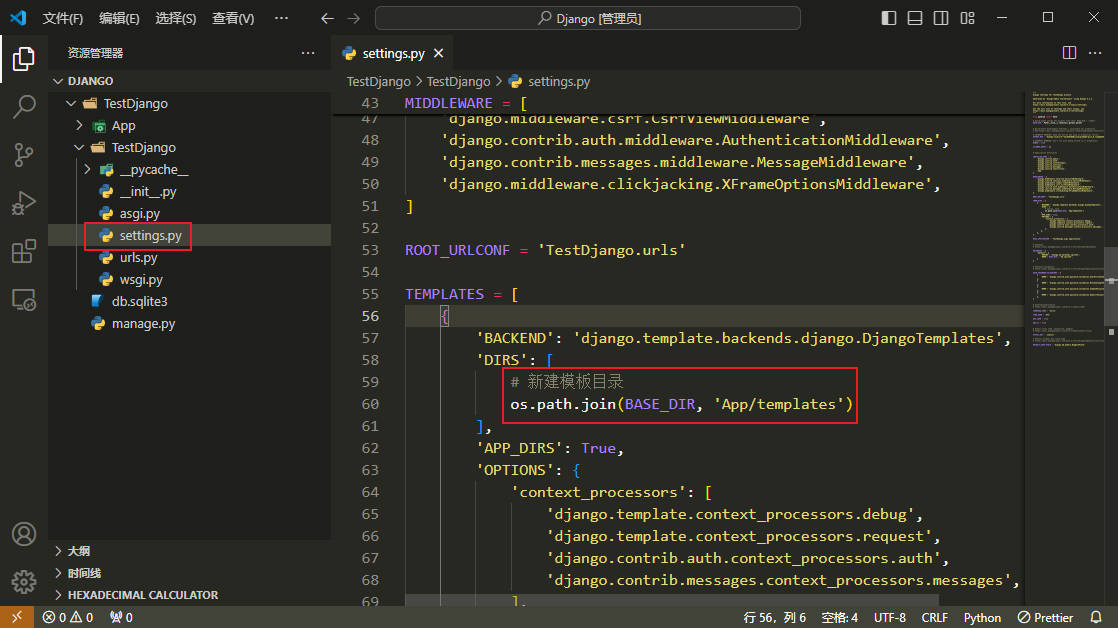 文件(F) 编辑(E) 选择(S) 查看(V) ··· Django [管理员]
资源管理器 ···
DJANGO
TestDjango
App
TestDjango
__pycache__
__init__.py
asgi.py
settings.py
urls.py
wsgi.py
db.sqlite3
manage.py
大纲
时间线
HEXADECIMAL CALCULATOR
settings.py
TestDjango > TestDjango > settings.py
43 MIDDLEWARE = [
47 'django.middleware.csrf.CsrfViewMiddleware',
48 'django.contrib.auth.middleware.AuthenticationMiddleware',
49 'django.contrib.messages.middleware.MessageMiddleware',
50 'django.middleware.clickjacking.XFrameOptionsMiddleware',
51 ]
52
53 ROOT_URLCONF = 'TestDjango.urls'
54
55 TEMPLATES = [
56 {
57 'BACKEND': 'django.template.backends.django.DjangoTemplates',
58 'DIRS': [
59 # 新建模板目录
60 os.path.join(BASE_DIR, 'App/templates')
61 ],
62 'APP_DIRS': True,
63 'OPTIONS': {
64 'context_processors': [
65 'django.template.context_processors.debug',
66 'django.template.context_processors.request',
67 'django.contrib.auth.context_processors.auth',
68 'django.contrib.messages.context_processors.messages',
69 ],
0 0 0 行 56，列 6 空格: 4 UTF-8 CRLF Python Prettier